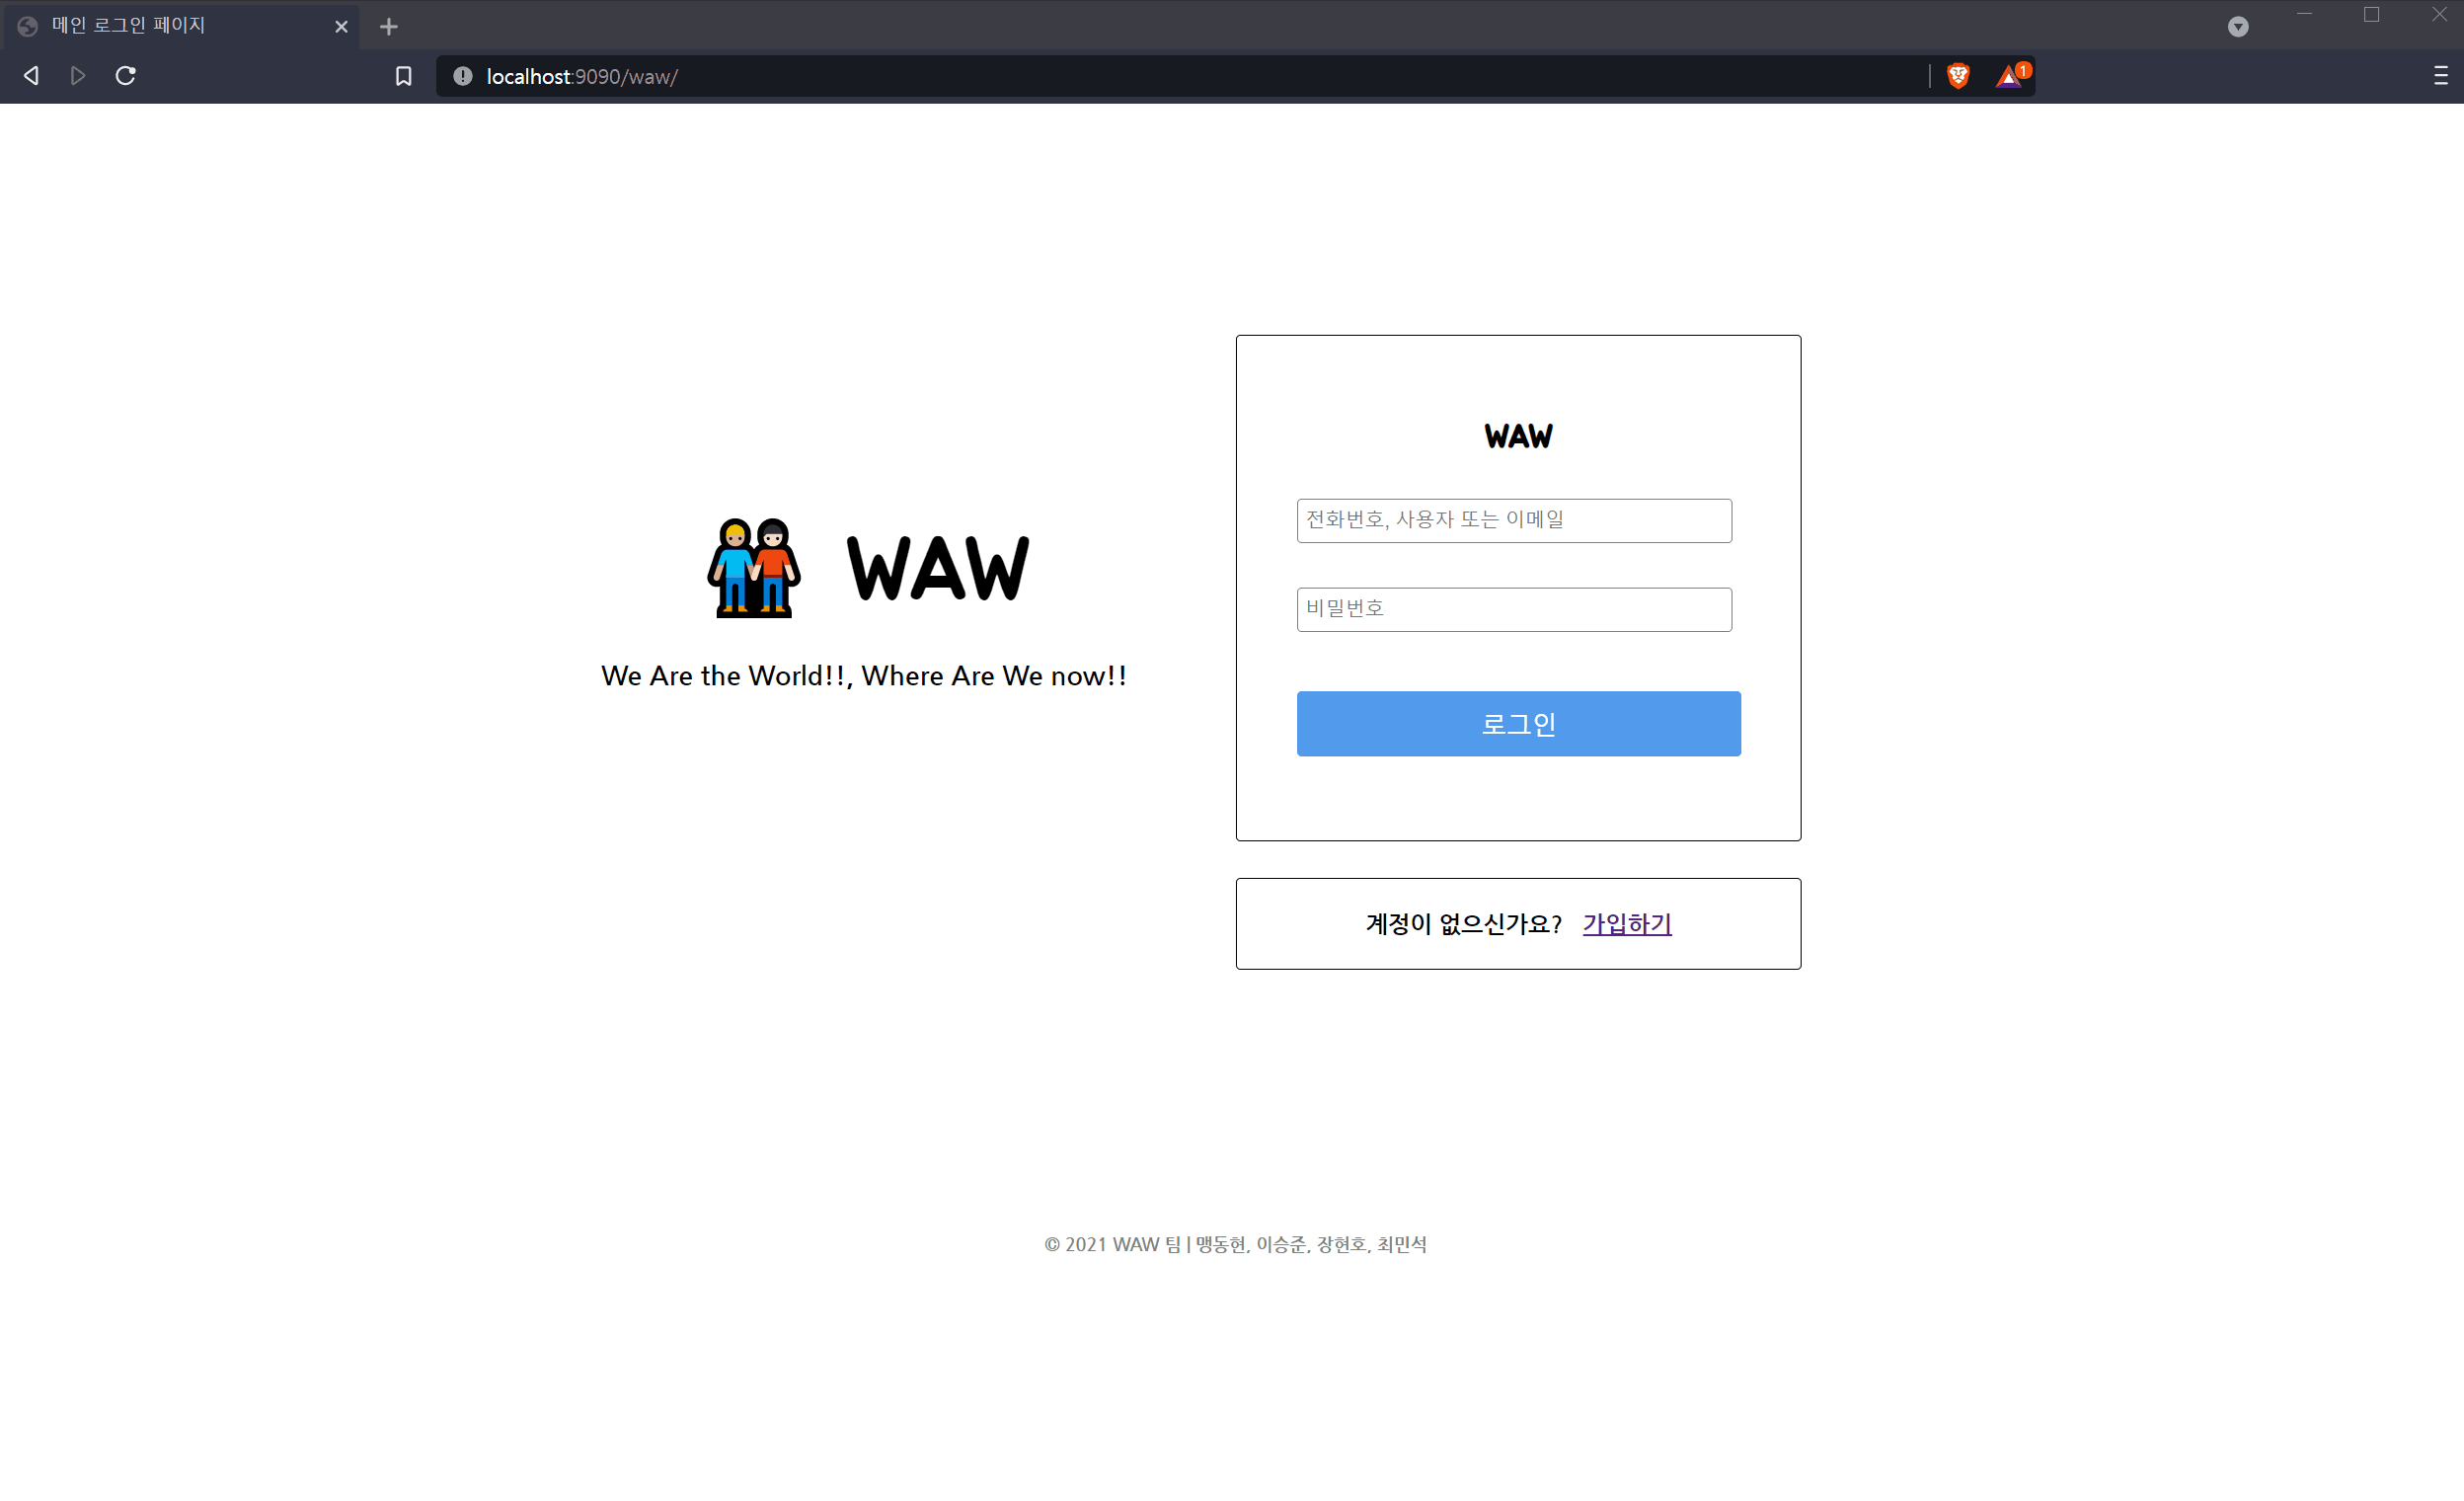 메인 로그인 페이지
localhost:9090/waw/
1
WAW
We Are the World!!, Where Are We now!!
WAW
전화번호, 사용자 또는 이메일
비밀번호
로그인
계정이 없으신가요? 가입하기
© 2021 WAW 팀 | 맹동현, 이승준, 장현호, 최민석